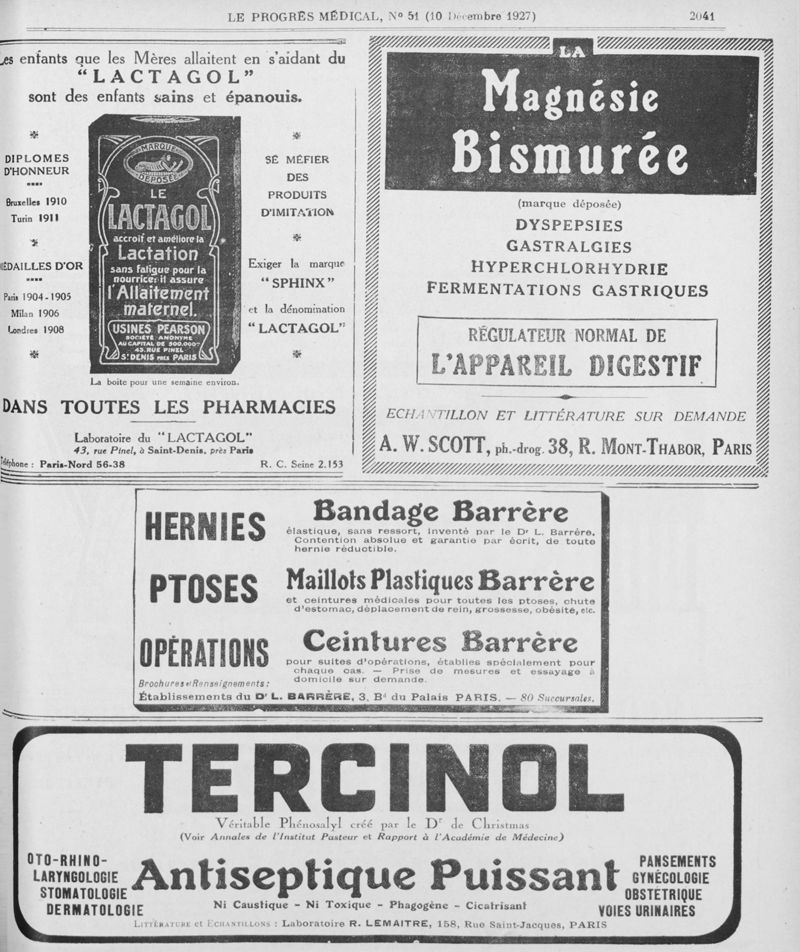 LE PROGRÈS MÉDICAL, Nº 51 (10 Décembre 1927)
2041
Les enfants que les Mères allaitent en s'aidant du
"LACTAGOL"
sont des enfants sains et épanouis.
DIPLOMES
D'HONNEUR
Bruxelles 1910
Turin 1911
MÉDAILLES D'OR
Paris 1904-1905
Milan 1906
Londres 1908
MARQUE
DÉPOSÉE
LE
LACTAGOL
accroît et améliore la
Lactation
sans fatigue pour la
nourrice: il assure
l'Allaitement
maternel.
USINES PEARSON
SOCIÉTÉ ANONYME
AU CAPITAL DE 500.000
43, RUE PINEL
ST DENIS PRÈS PARIS
SE MÉFIER
DES
PRODUITS
D'IMITATION
Exiger la marque
"SPHINX"
et la dénomination
"LACTAGOL"
La boite pour une semaine environ.
DANS TOUTES LES PHARMACIES
Laboratoire du "LACTAGOL"
43, rue Pinel, à Saint-Denis, près Paris
Téléphone : Paris-Nord 56-38
R. C. Seine 2.153
LA
Magnésie
Bismurée
(marque déposée)
DYSPEPSIES
GASTRALGIES
HYPERCHLORHYDRIE
FERMENTATIONS GASTRIQUES
RÉGULATEUR NORMAL DE
L'APPAREIL DIGESTIF
ECHANTILLON ET LITTÉRATURE SUR DEMANDE
A. W. SCOTT, ph.-drog. 38, R. MONT-THABOR, PARIS
HERNIES
Bandage Barrère
élastique, sans ressort, inventé par le Dr L. Barrère.
Contention absolue et garantie par écrit, de toute
hernie réductible.
PTOSES
Maillots Plastiques Barrère
et ceintures médicales pour toutes les ptoses, chute
d'estomac, déplacement de rein, grossesse, obésité, etc.
OPÉRATIONS
Ceintures Barrère
pour suites d'opérations, établies spécialement pour
chaque cas. — Prise de mesures et essayage à
domicile sur demande.
Brochures et Renseignements :
Établissements du Dr L. BARRÈRE, 3, Bd du Palais PARIS. — 80 Succursales.
TERCINOL
Véritable Phénosalyl créé par le Dr de Christmas
(Voir Annales de l'Institut Pasteur et Rapport à l'Académie de Médecine)
OTO-RHINO-
LARYNGOLOGIE
STOMATOLOGIE
DERMATOLOGIE
Antiseptique Puissant
Ni Caustique - Ni Toxique - Phagogène - Cicatrisant
PANSEMENTS
GYNÉCOLOGIE
OBSTÉTRIQUE
VOIES URINAIRES
LITTÉRATURE et ECHANTILLONS : Laboratoire R. LEMAITRE, 158, Rue Saint-Jacques, PARIS